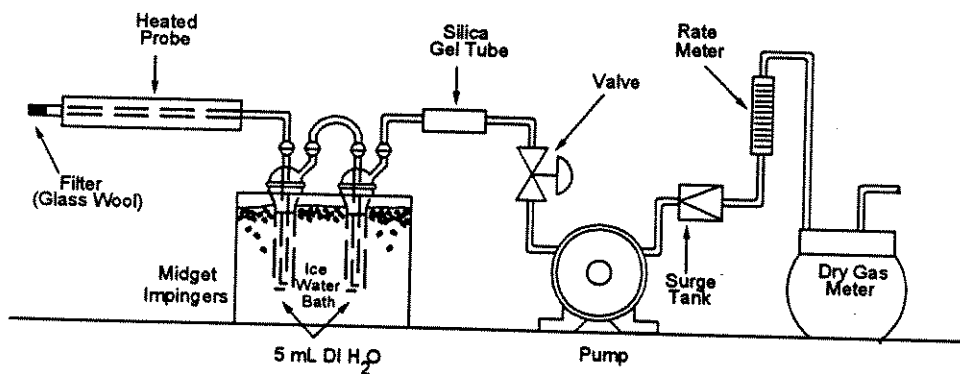 Heated
Probe
Silica
Gel Tube
Rate
Meter
Valve
Filter
(Glass Wool)
Midget
Impingers
Ice
Water
Bath
Surge
Tank
Dry Gas
Meter
5 mL DI H₂O
Pump